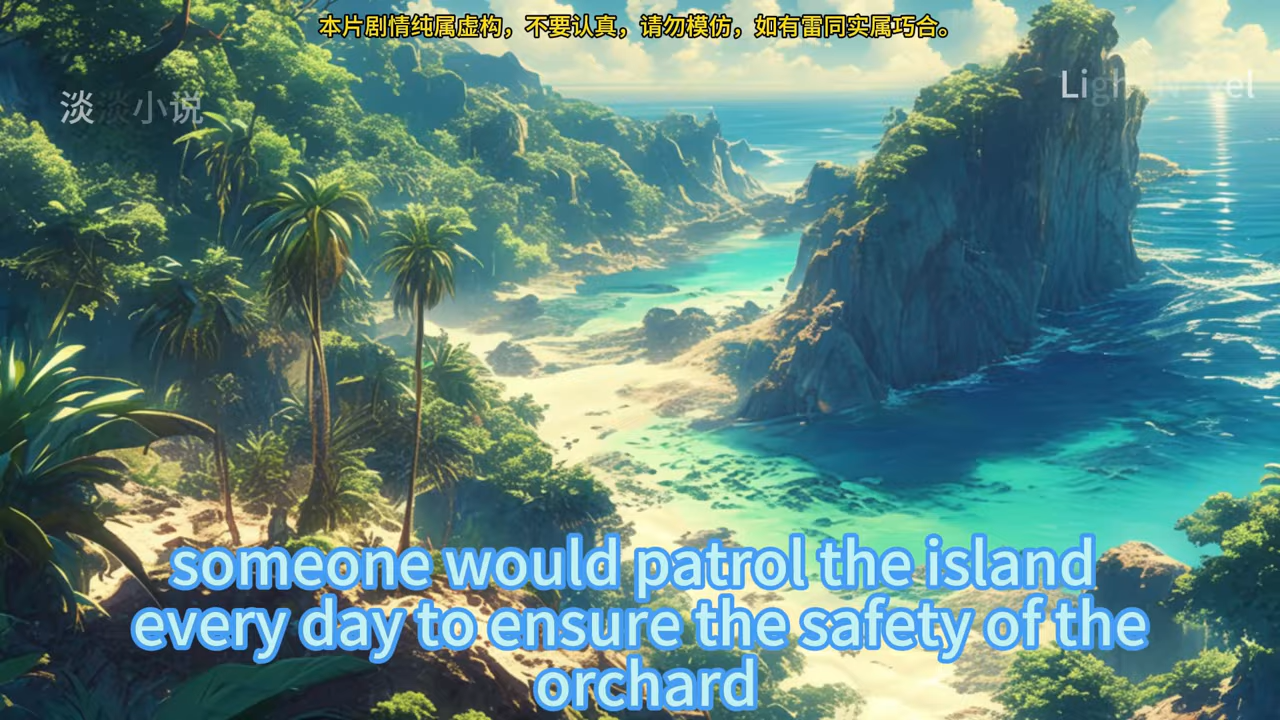 本片剧情纯属虚构，不要认真，请勿模仿，如有雷同实属巧合。
淡淡小说
Light Novel
someone would patrol the island
every day to ensure the safety of the
orchard